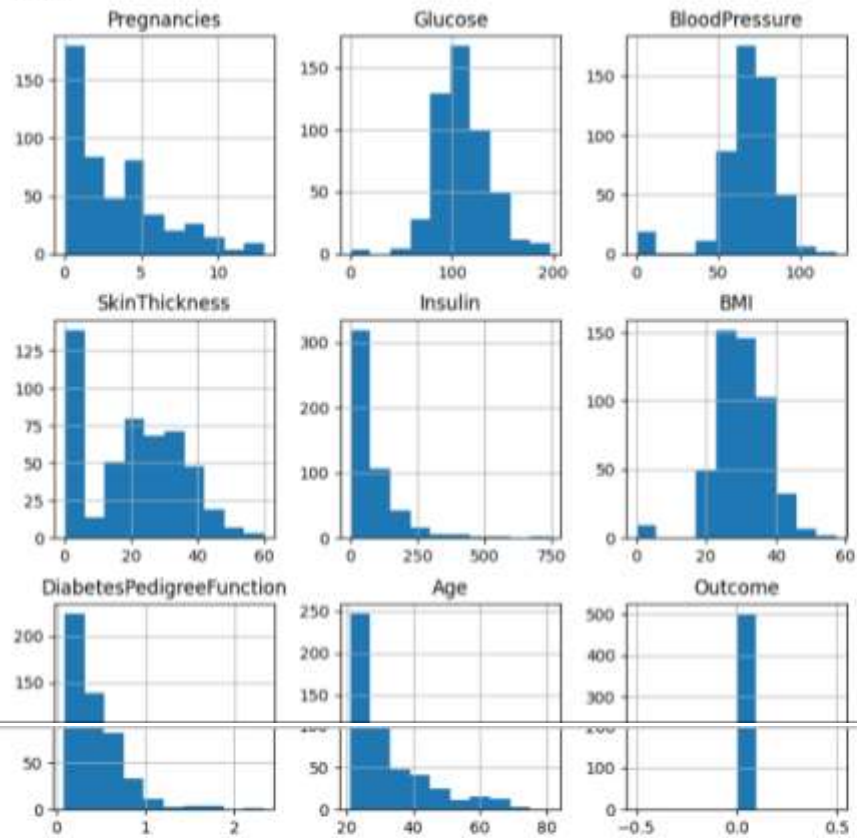 Pregnancies Glucose BloodPressure
150 150 150
100 100 100
50 50 50
0 0 0
0 5 10 0 100 200 0 50 100
SkinThickness Insulin BMI
125 300 150
100 200 100
75 100 50
50 0 0
25
0
0 20 40 60 0 250 500 750 0 20 40 60
DiabetesPedigreeFunction Age Outcome
200 250 500
150 200 400
50 150 300
0 100 200
50 100
0 0
0 1 2 20 40 60 80 −0.5 0.0 0.5